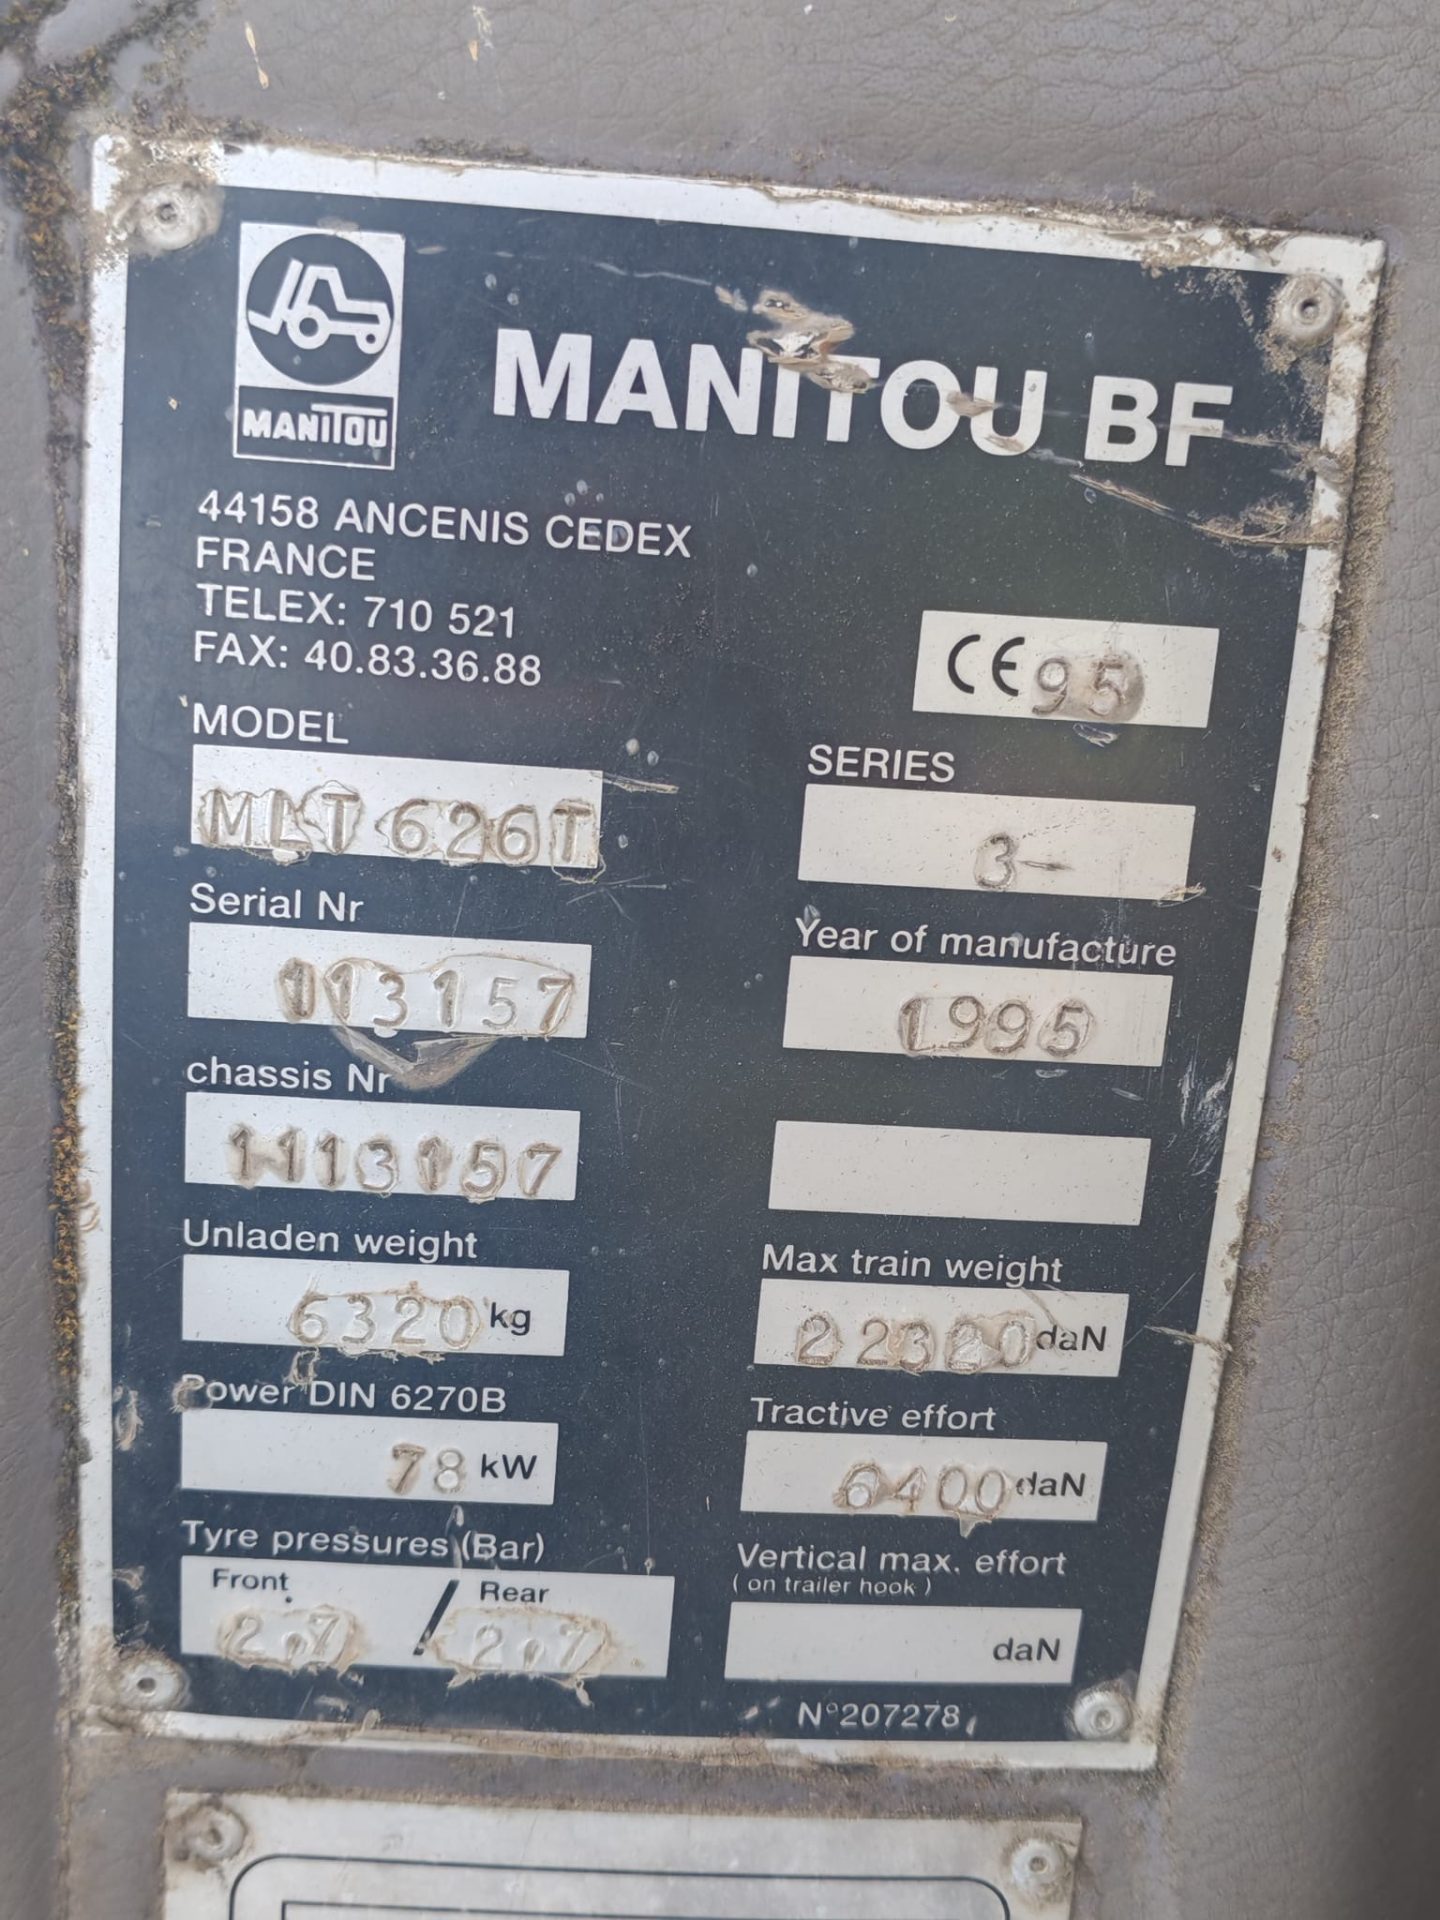 MANITOU
MANITOU BF
44158 ANCENIS CEDEX
FRANCE
TELEX: 710 521
FAX: 40.83.36.88
CE 95
MODEL
MLT 626T
SERIES
3-
Serial Nr
113157
Year of manufacture
1995
chassis Nr
1113157
Unladen weight
6320 kg
Max train weight
22320 daN
Power DIN 6270B
78 kW
Tractive effort
6400 daN
Tyre pressures (Bar)
Front / Rear
2.7 2.7
Vertical max. effort
(on trailer hook)
daN
N°207278